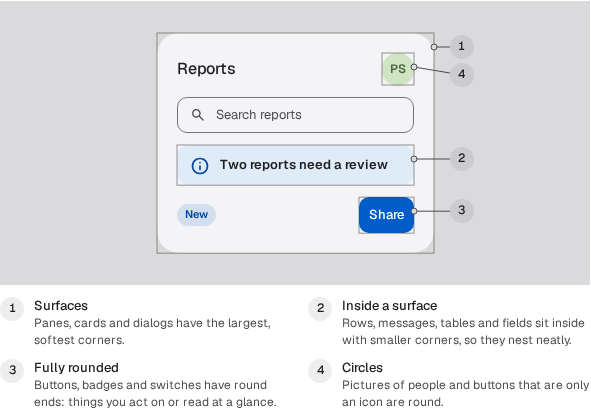 Reports
PS
1
4
Search reports
Two reports need a review
2
New
Share
3
1 Surfaces
Panes, cards and dialogs have the largest,
softest corners.
2 Inside a surface
Rows, messages, tables and fields sit inside
with smaller corners, so they nest neatly.
3 Fully rounded
Buttons, badges and switches have round
ends: things you act on or read at a glance.
4 Circles
Pictures of people and buttons that are only
an icon are round.